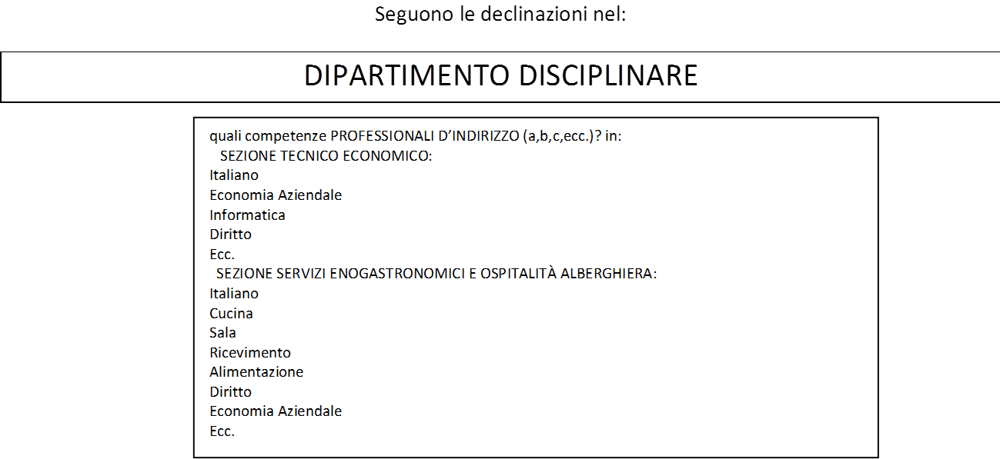 Seguono le declinazioni nel:
DIPARTIMENTO DISCIPLINARE
quali competenze PROFESSIONALI D’INDIRIZZO (a,b,c,ecc.)? in:
SEZIONE TECNICO ECONOMICO:
Italiano
Economia Aziendale
Informatica
Diritto
Ecc.
SEZIONE SERVIZI ENOGASTRONOMICI E OSPITALITÀ ALBERGHIERA:
Italiano
Cucina
Sala
Ricevimento
Alimentazione
Diritto
Economia Aziendale
Ecc.